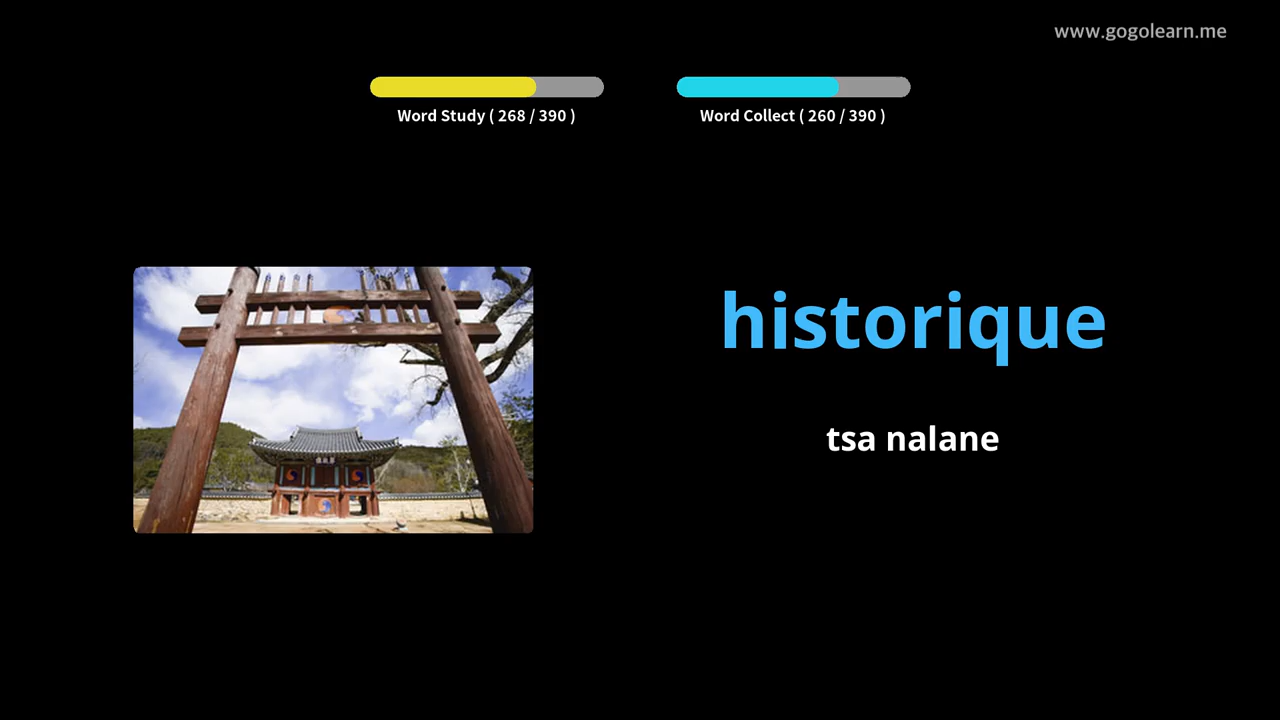 www.gogolearn.me
Word Study ( 268 / 390 )
Word Collect ( 260 / 390 )
historique
tsa nalane